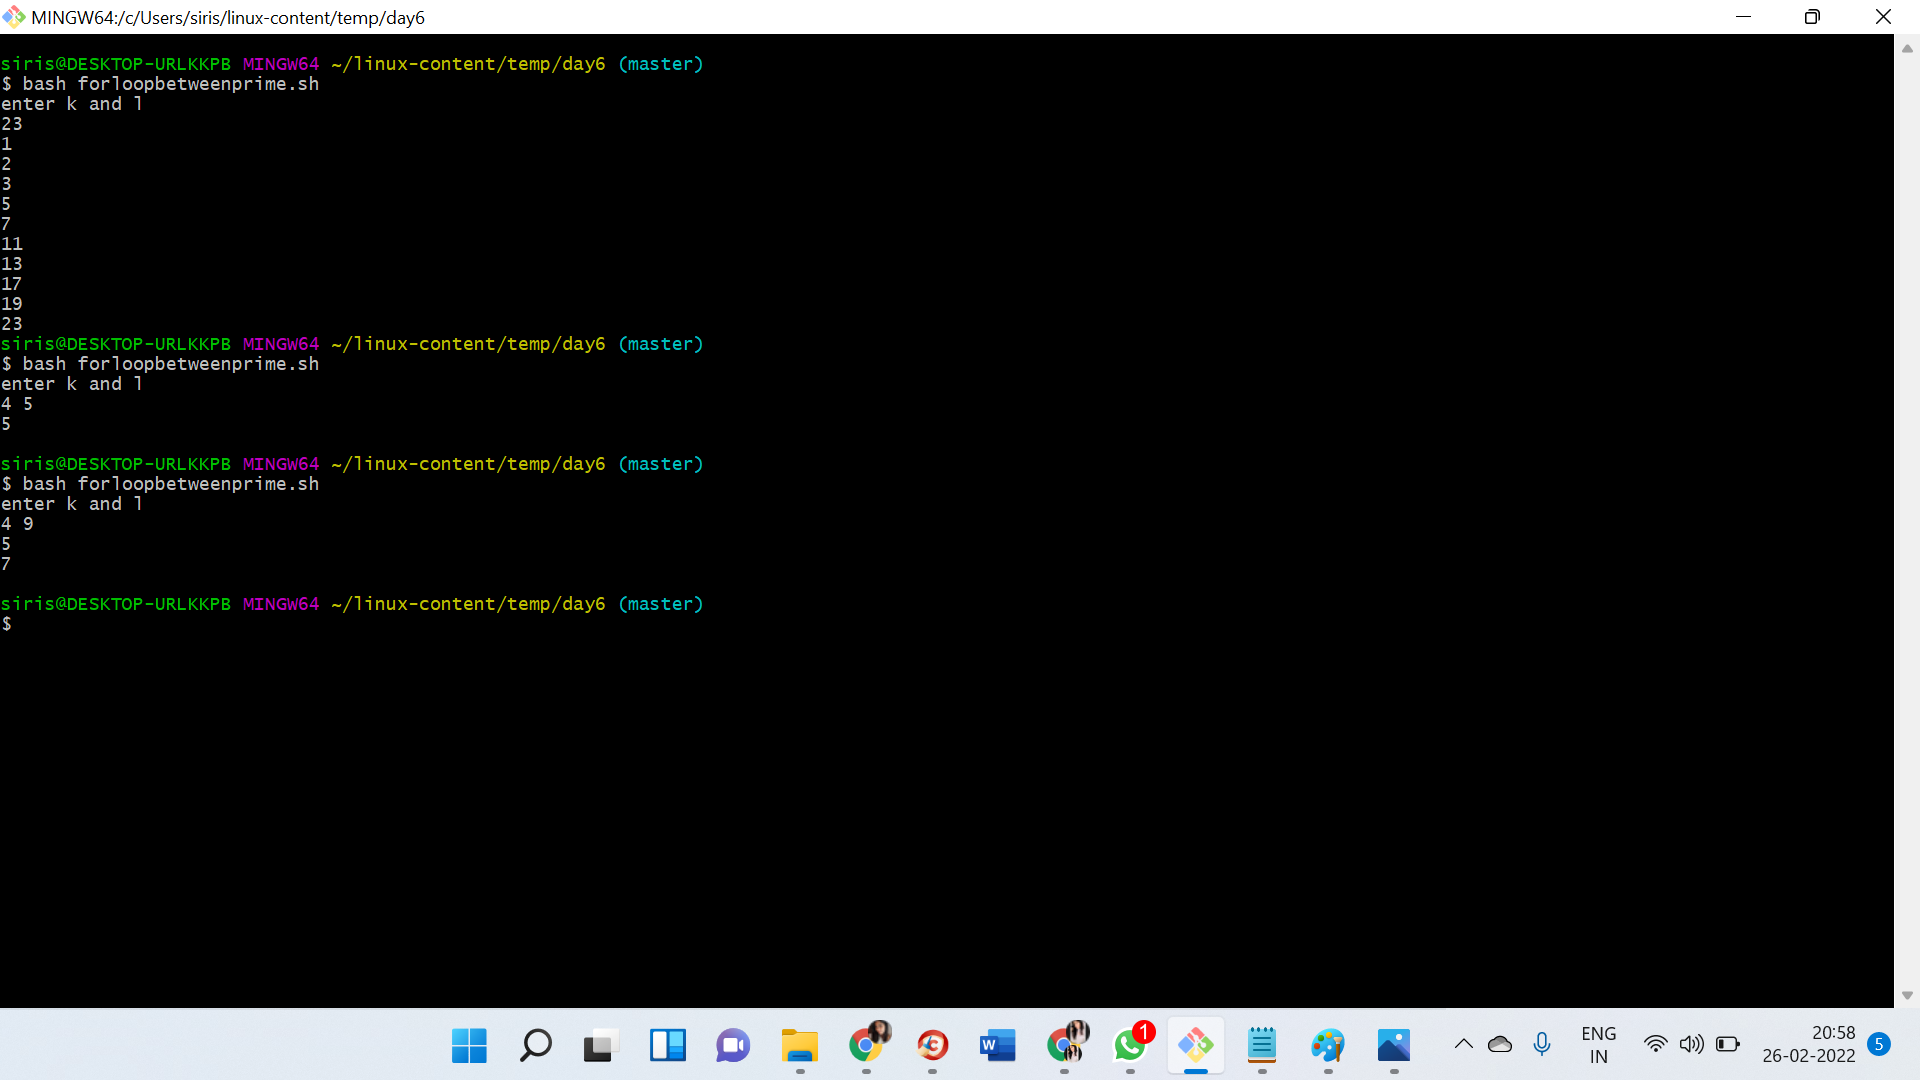 MINGW64:/c/Users/siris/linux-content/temp/day6
siris@DESKTOP-URLKKPB MINGW64 ~/linux-content/temp/day6 (master)
$ bash forloopbetweenprime.sh
enter k and l
23
1
2
3
5
7
11
13
17
19
23
siris@DESKTOP-URLKKPB MINGW64 ~/linux-content/temp/day6 (master)
$ bash forloopbetweenprime.sh
enter k and l
4 5
5
siris@DESKTOP-URLKKPB MINGW64 ~/linux-content/temp/day6 (master)
$ bash forloopbetweenprime.sh
enter k and l
4 9
5
7
siris@DESKTOP-URLKKPB MINGW64 ~/linux-content/temp/day6 (master)
$
W
1
ENG
IN
20:58
26-02-2022
5